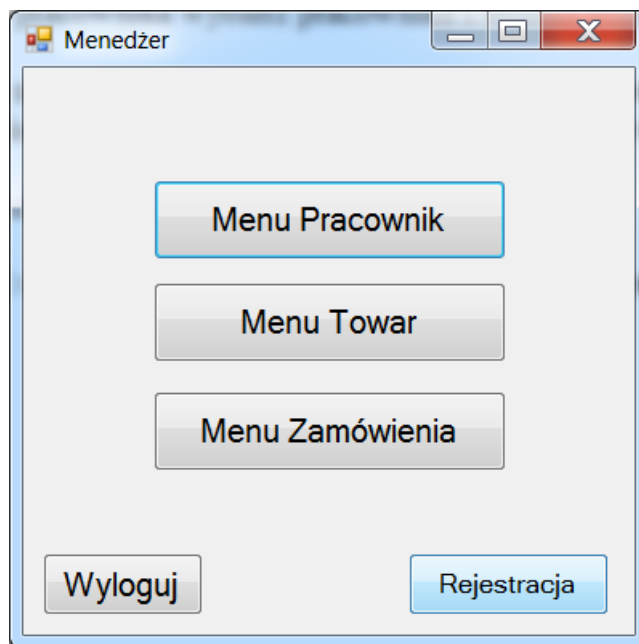 Menedżer
Menu Pracownik
Menu Towar
Menu Zamówienia
Wyloguj
Rejestracja